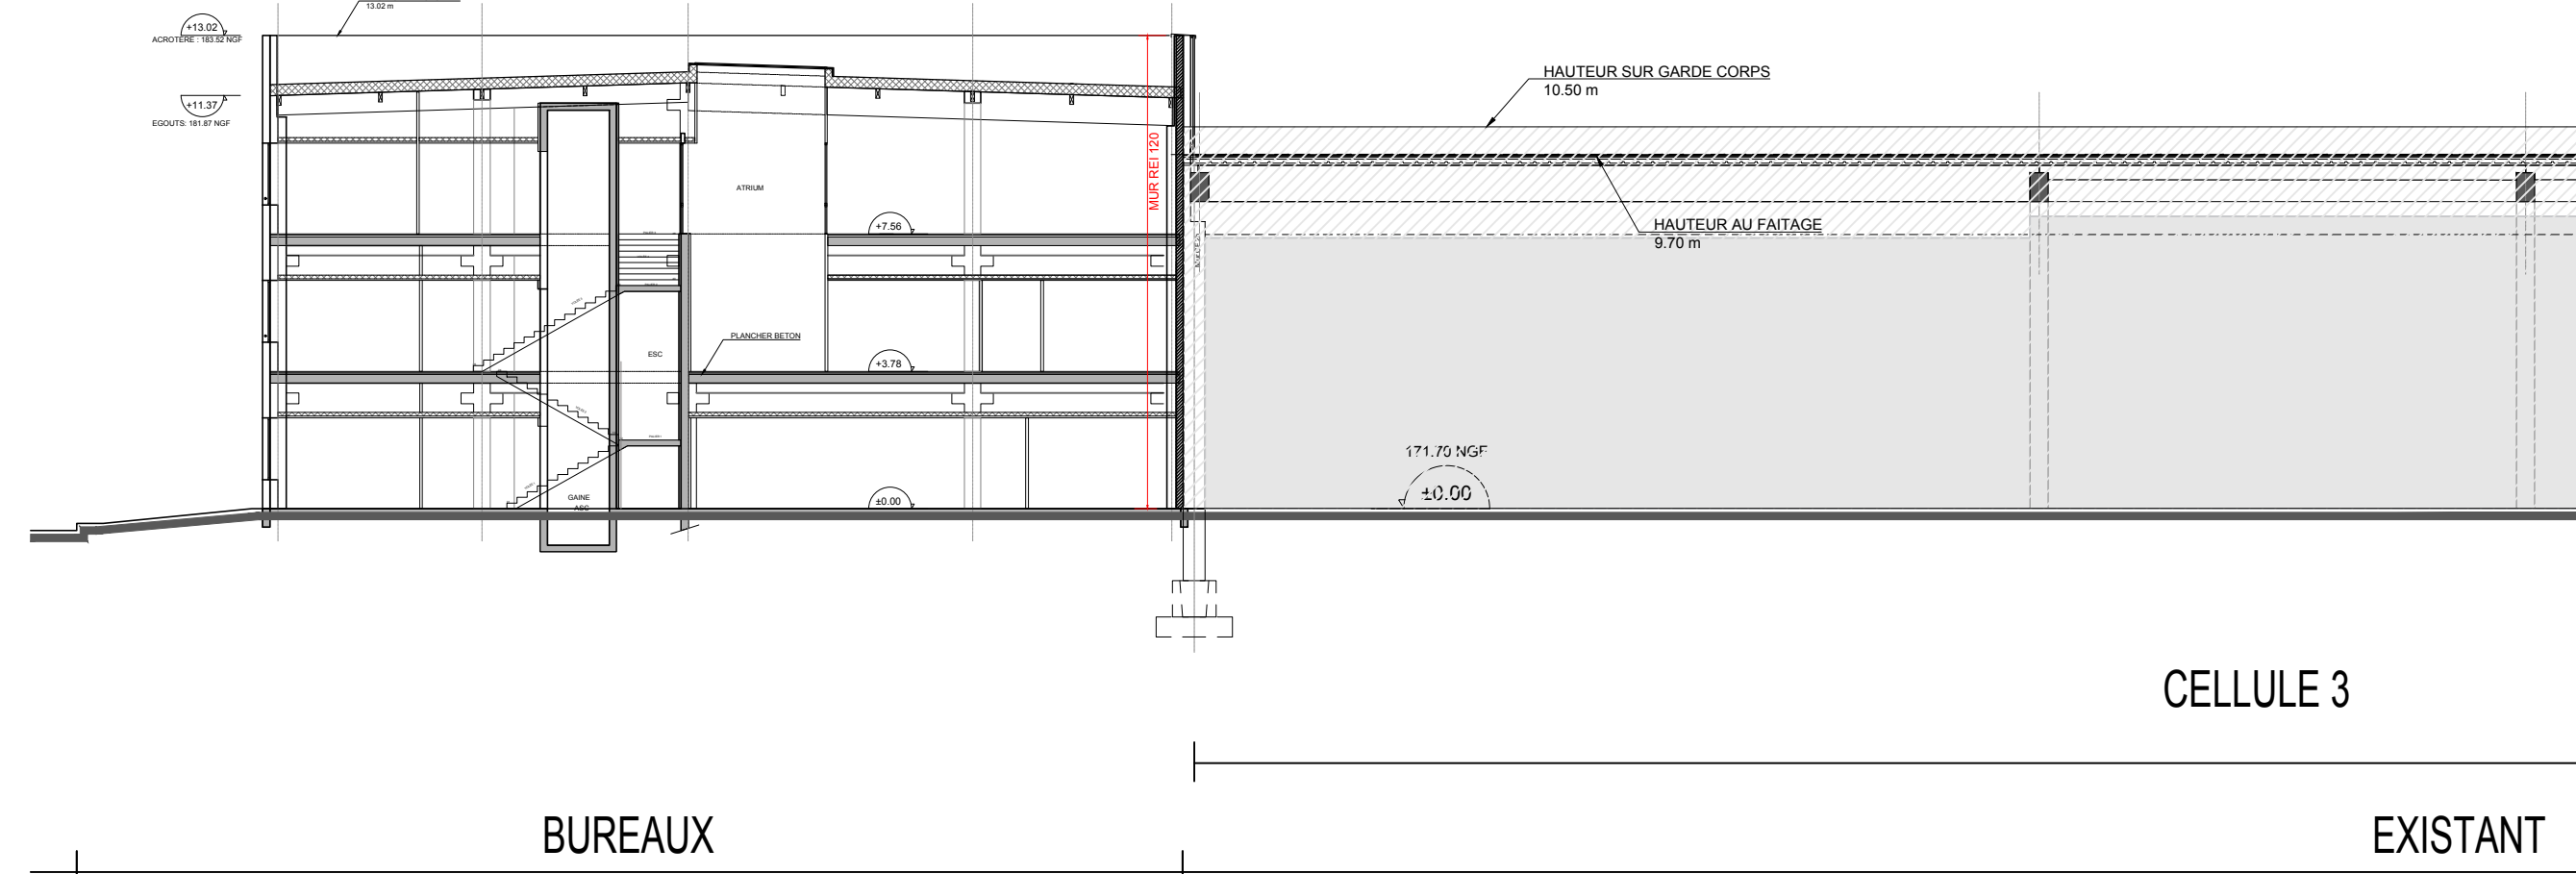 13.02 m
+13.02
ACROTERE : 183.52 NGF
+11.37
EGOUTS: 181.87 NGF
HAUTEUR SUR GARDE CORPS
10.50 m
MUR REI 120
ATRIUM
+7.56
HAUTEUR AU FAITAGE
9.70 m
PLANCHER BETON
ESC
+3.78
171.70 NGF
±0.00
GAINE
ASC
±0.00
CELLULE 3
BUREAUX
EXISTANT